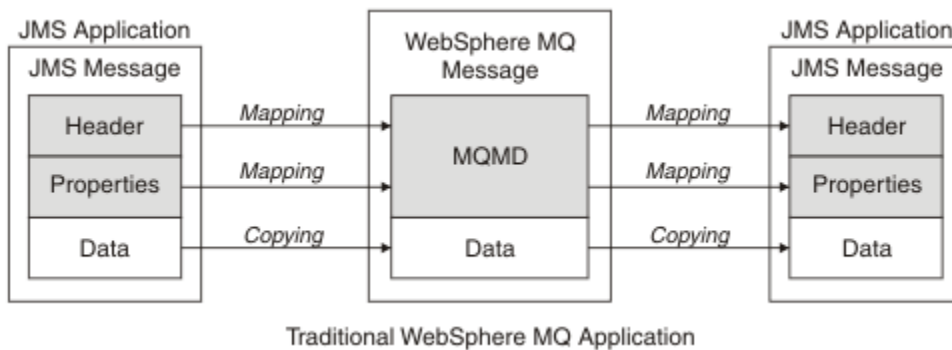 JMS Application
JMS Message
Header
Properties
Data
Mapping
Mapping
Copying
WebSphere MQ
Message
MQMD
Data
Mapping
Mapping
Copying
JMS Application
JMS Message
Header
Properties
Data
Traditional WebSphere MQ Application